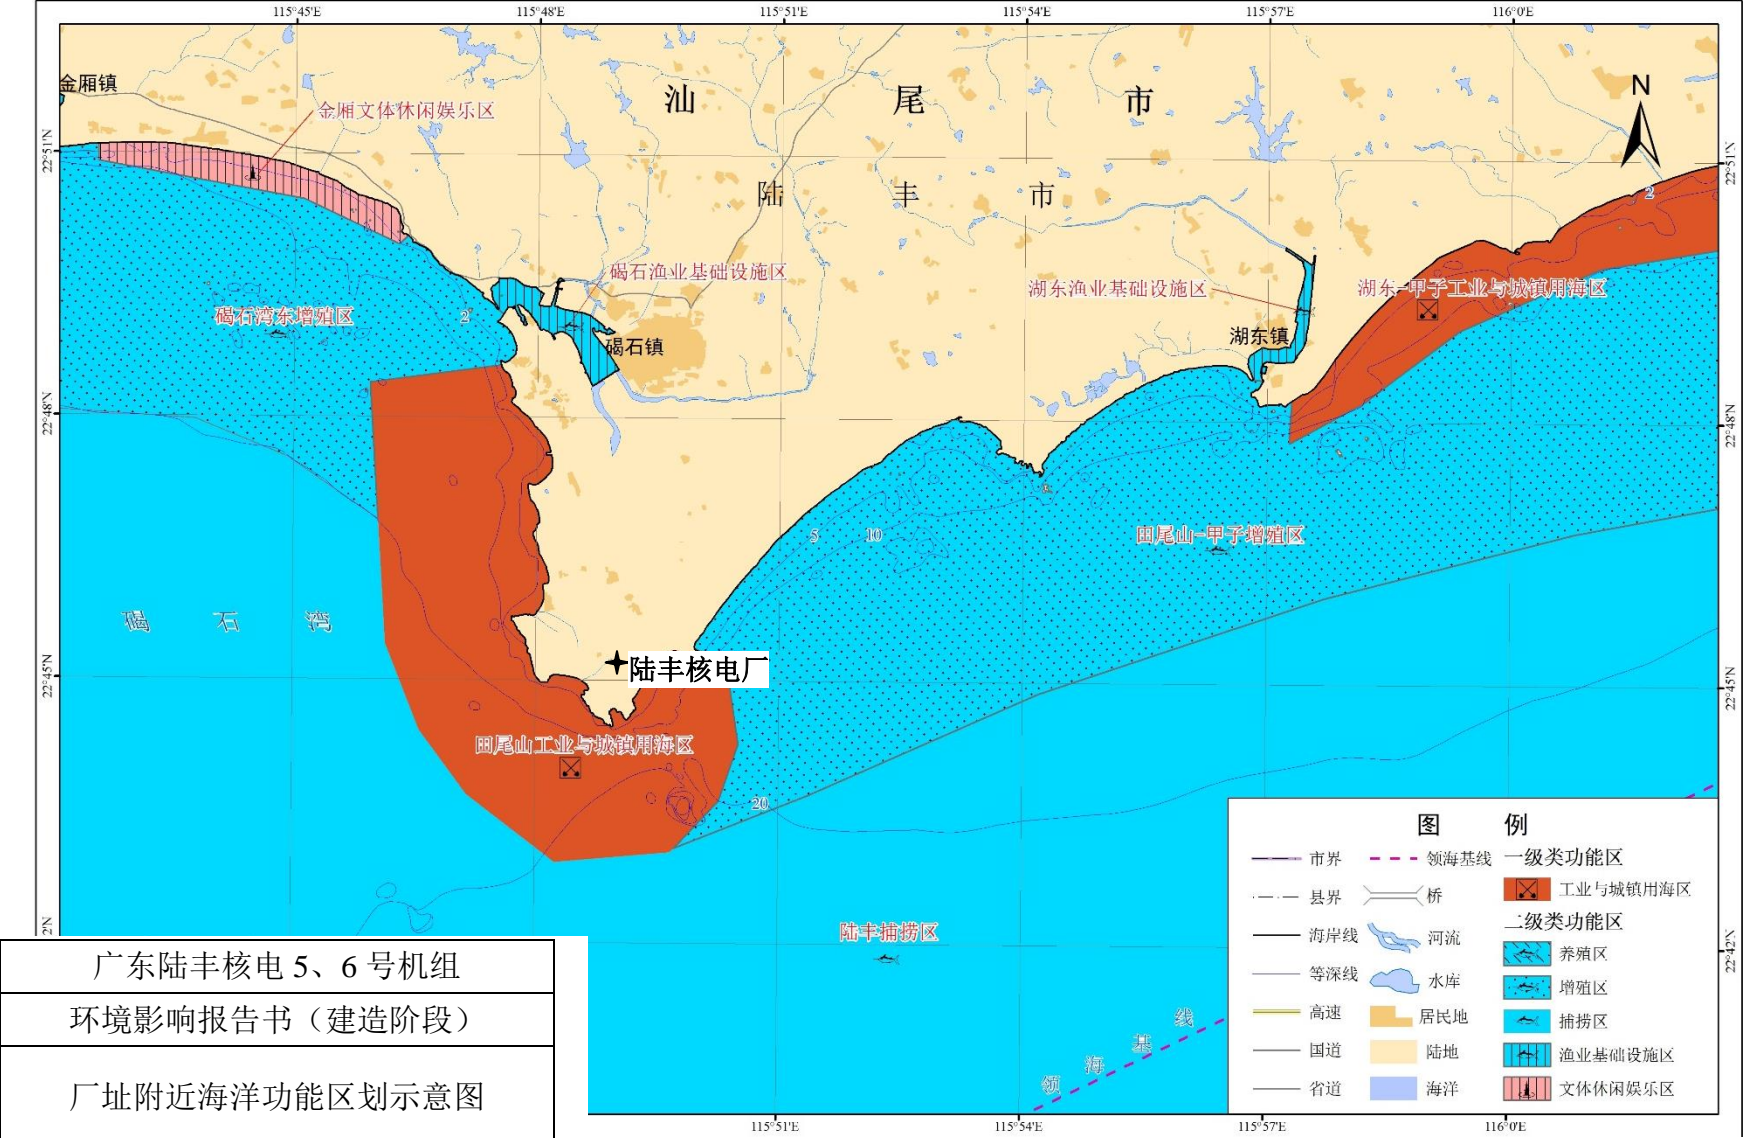 115°45'E
115°48'E
115°51'E
115°54'E
115°57'E
116°0'E
金厢镇
金厢文体休闲娱乐区
汕尾市
N
22°51'N
22°51'N
陆丰市
2
碣石渔业基础设施区
湖东渔业基础设施区
湖东-甲子工业与城镇用海区
碣石湾东增殖区
2
碣石镇
湖东镇
22°48'N
22°48'N
5
10
田尾山-甲子增殖区
碣石湾
陆丰核电厂
22°45'N
22°45'N
田尾山工业与城镇用海区
20
陆丰捕捞区
2°N
22°42'N
领海基线
图例
市界
领海基线
一级类功能区
县界
桥
工业与城镇用海区
海岸线
河流
二级类功能区
等深线
水库
养殖区
高速
居民地
增殖区
国道
陆地
捕捞区
省道
海洋
渔业基础设施区
文体休闲娱乐区
广东陆丰核电 5、6 号机组
环境影响报告书（建造阶段）
厂址附近海洋功能区划示意图
115°51'E
115°54'E
115°57'E
116°0'E